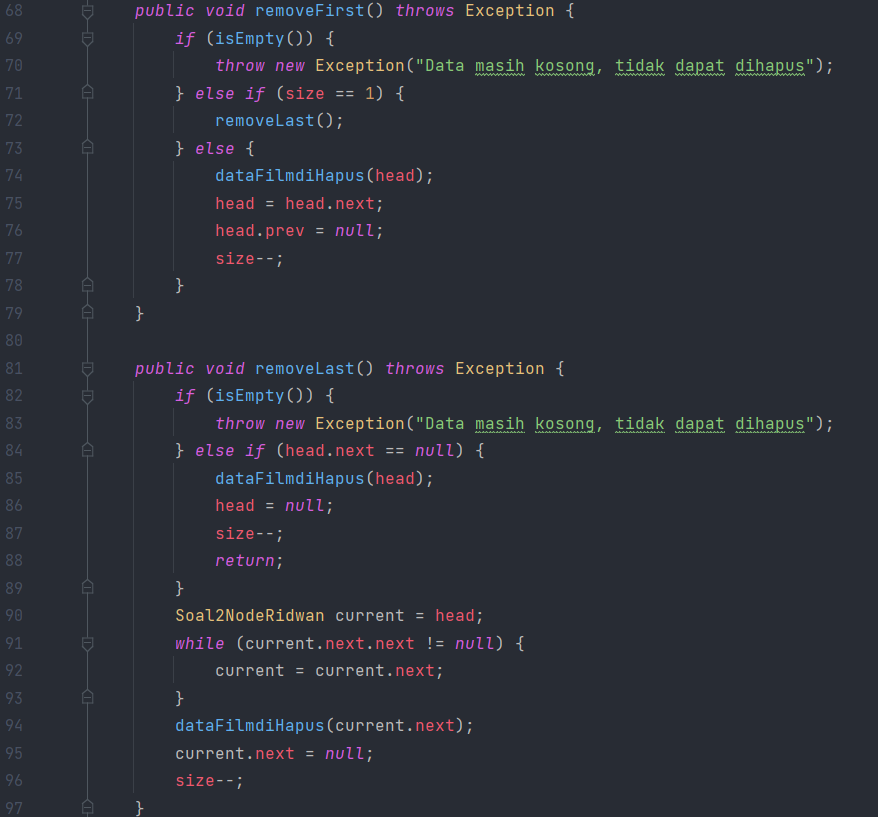 68 public void removeFirst() throws Exception {
69 if (isEmpty()) {
70 throw new Exception("Data masih kosong, tidak dapat dihapus");
71 } else if (size == 1) {
72 removeLast();
73 } else {
74 dataFilmdiHapus(head);
75 head = head.next;
76 head.prev = null;
77 size--;
78 }
79 }
80
81 public void removeLast() throws Exception {
82 if (isEmpty()) {
83 throw new Exception("Data masih kosong, tidak dapat dihapus");
84 } else if (head.next == null) {
85 dataFilmdiHapus(head);
86 head = null;
87 size--;
88 return;
89 }
90 Soal2NodeRidwan current = head;
91 while (current.next.next != null) {
92 current = current.next;
93 }
94 dataFilmdiHapus(current.next);
95 current.next = null;
96 size--;
97 }